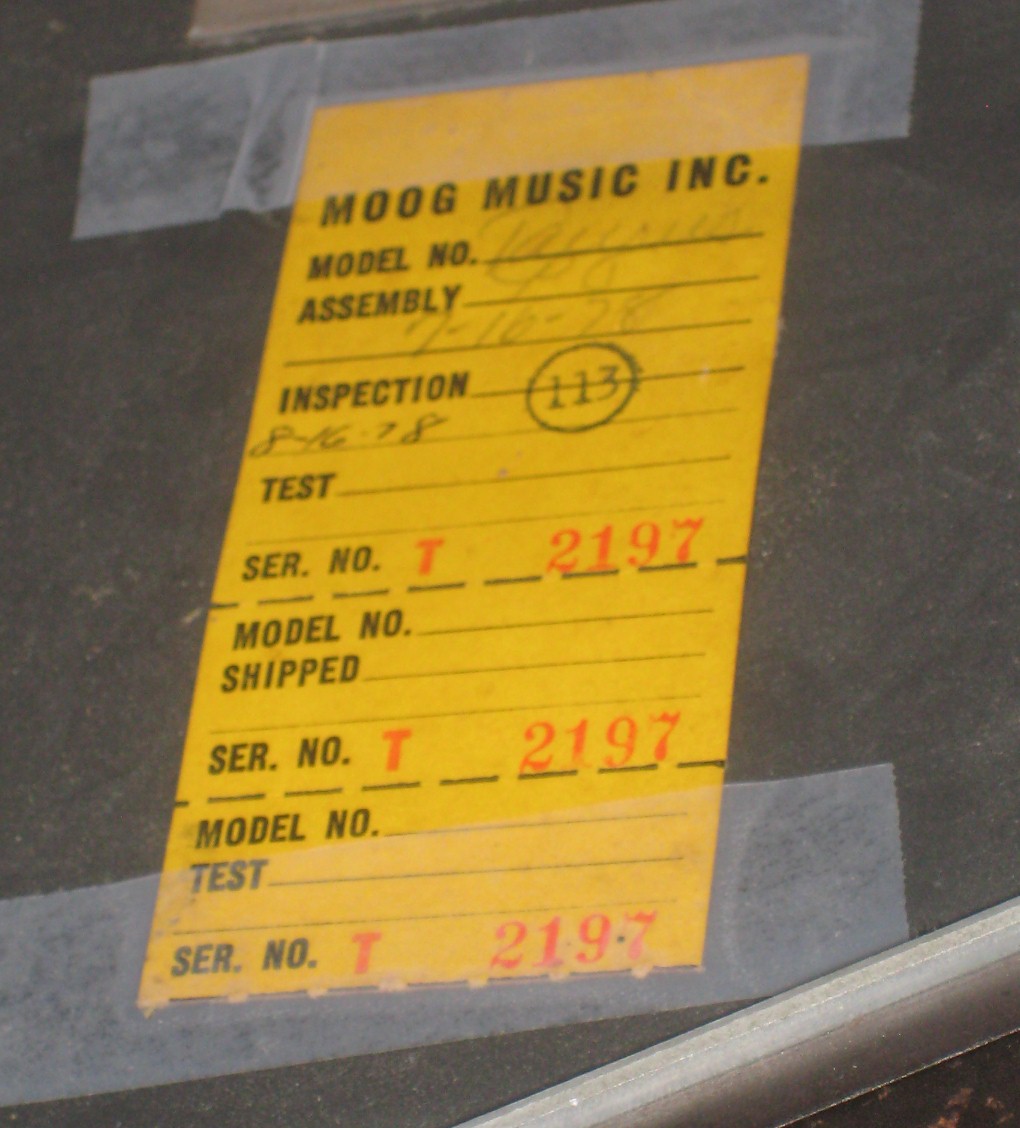 MOOG MUSIC INC.
MODEL NO.
ASSEMBLY
7-16-78
INSPECTION 113
8-16-78
TEST
SER. NO. T 2197
MODEL NO.
SHIPPED
SER. NO. T 2197
MODEL NO.
TEST
SER. NO. T 2197